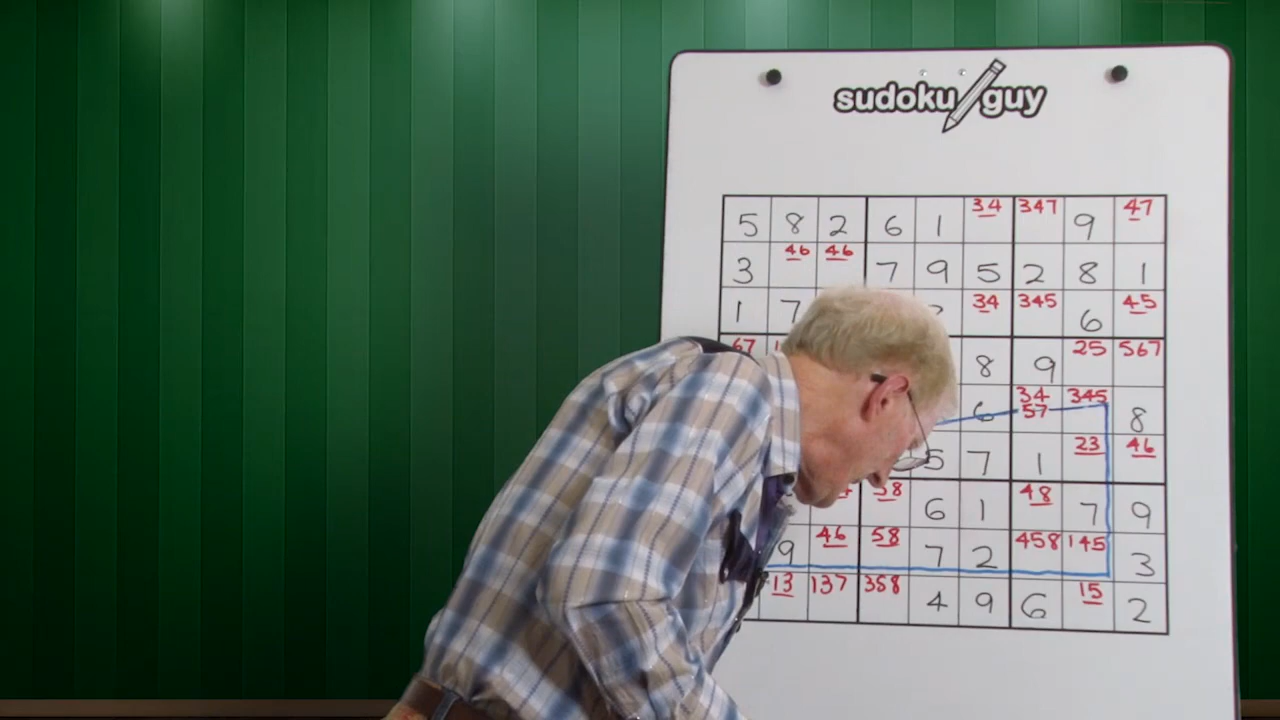 sudoku guy
5 8 2 6 1 34 347 9 47
3 46 46 7 9 5 2 8 1
1 7 34 345 6 45
67 8 9 25 567
6 34 57 345 8
5 7 1 23 46
58 6 1 48 7 9
9 46 58 7 2 458 145 3
13 137 358 4 9 6 15 2